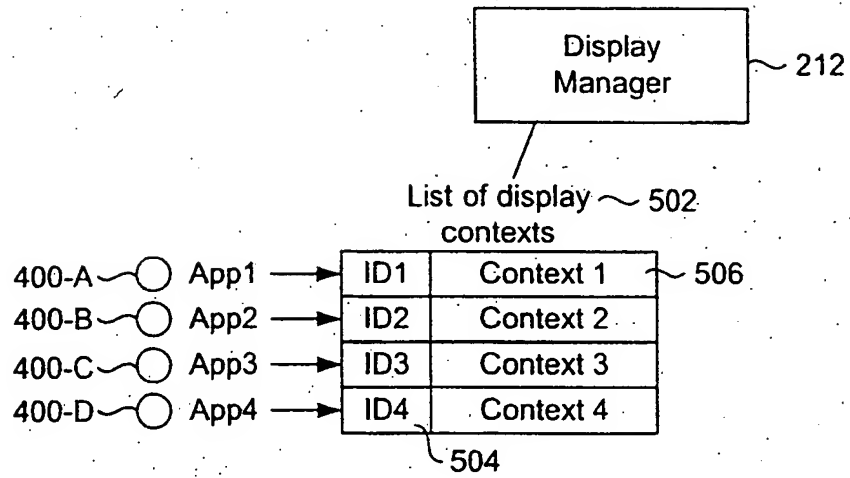 Display
Manager
212
List of display
contexts
502
400-A App1 ID1 Context 1 506
400-B App2 ID2 Context 2
400-C App3 ID3 Context 3
400-D App4 ID4 Context 4
504